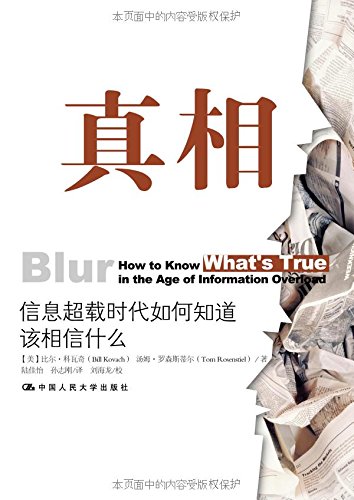 本页面中的内容受版权保护
真相
Blur How to Know What's True
in the Age of Information Overload
信息超载时代如何知道
该相信什么
【美】比尔·科瓦奇(Bill Kovach) 汤姆·罗森斯蒂尔(Tom Rosenstiel)/著
陆佳怡 孙志刚/译 刘海龙/校
中国人民大学出版社
本页面中的内容受版权保护